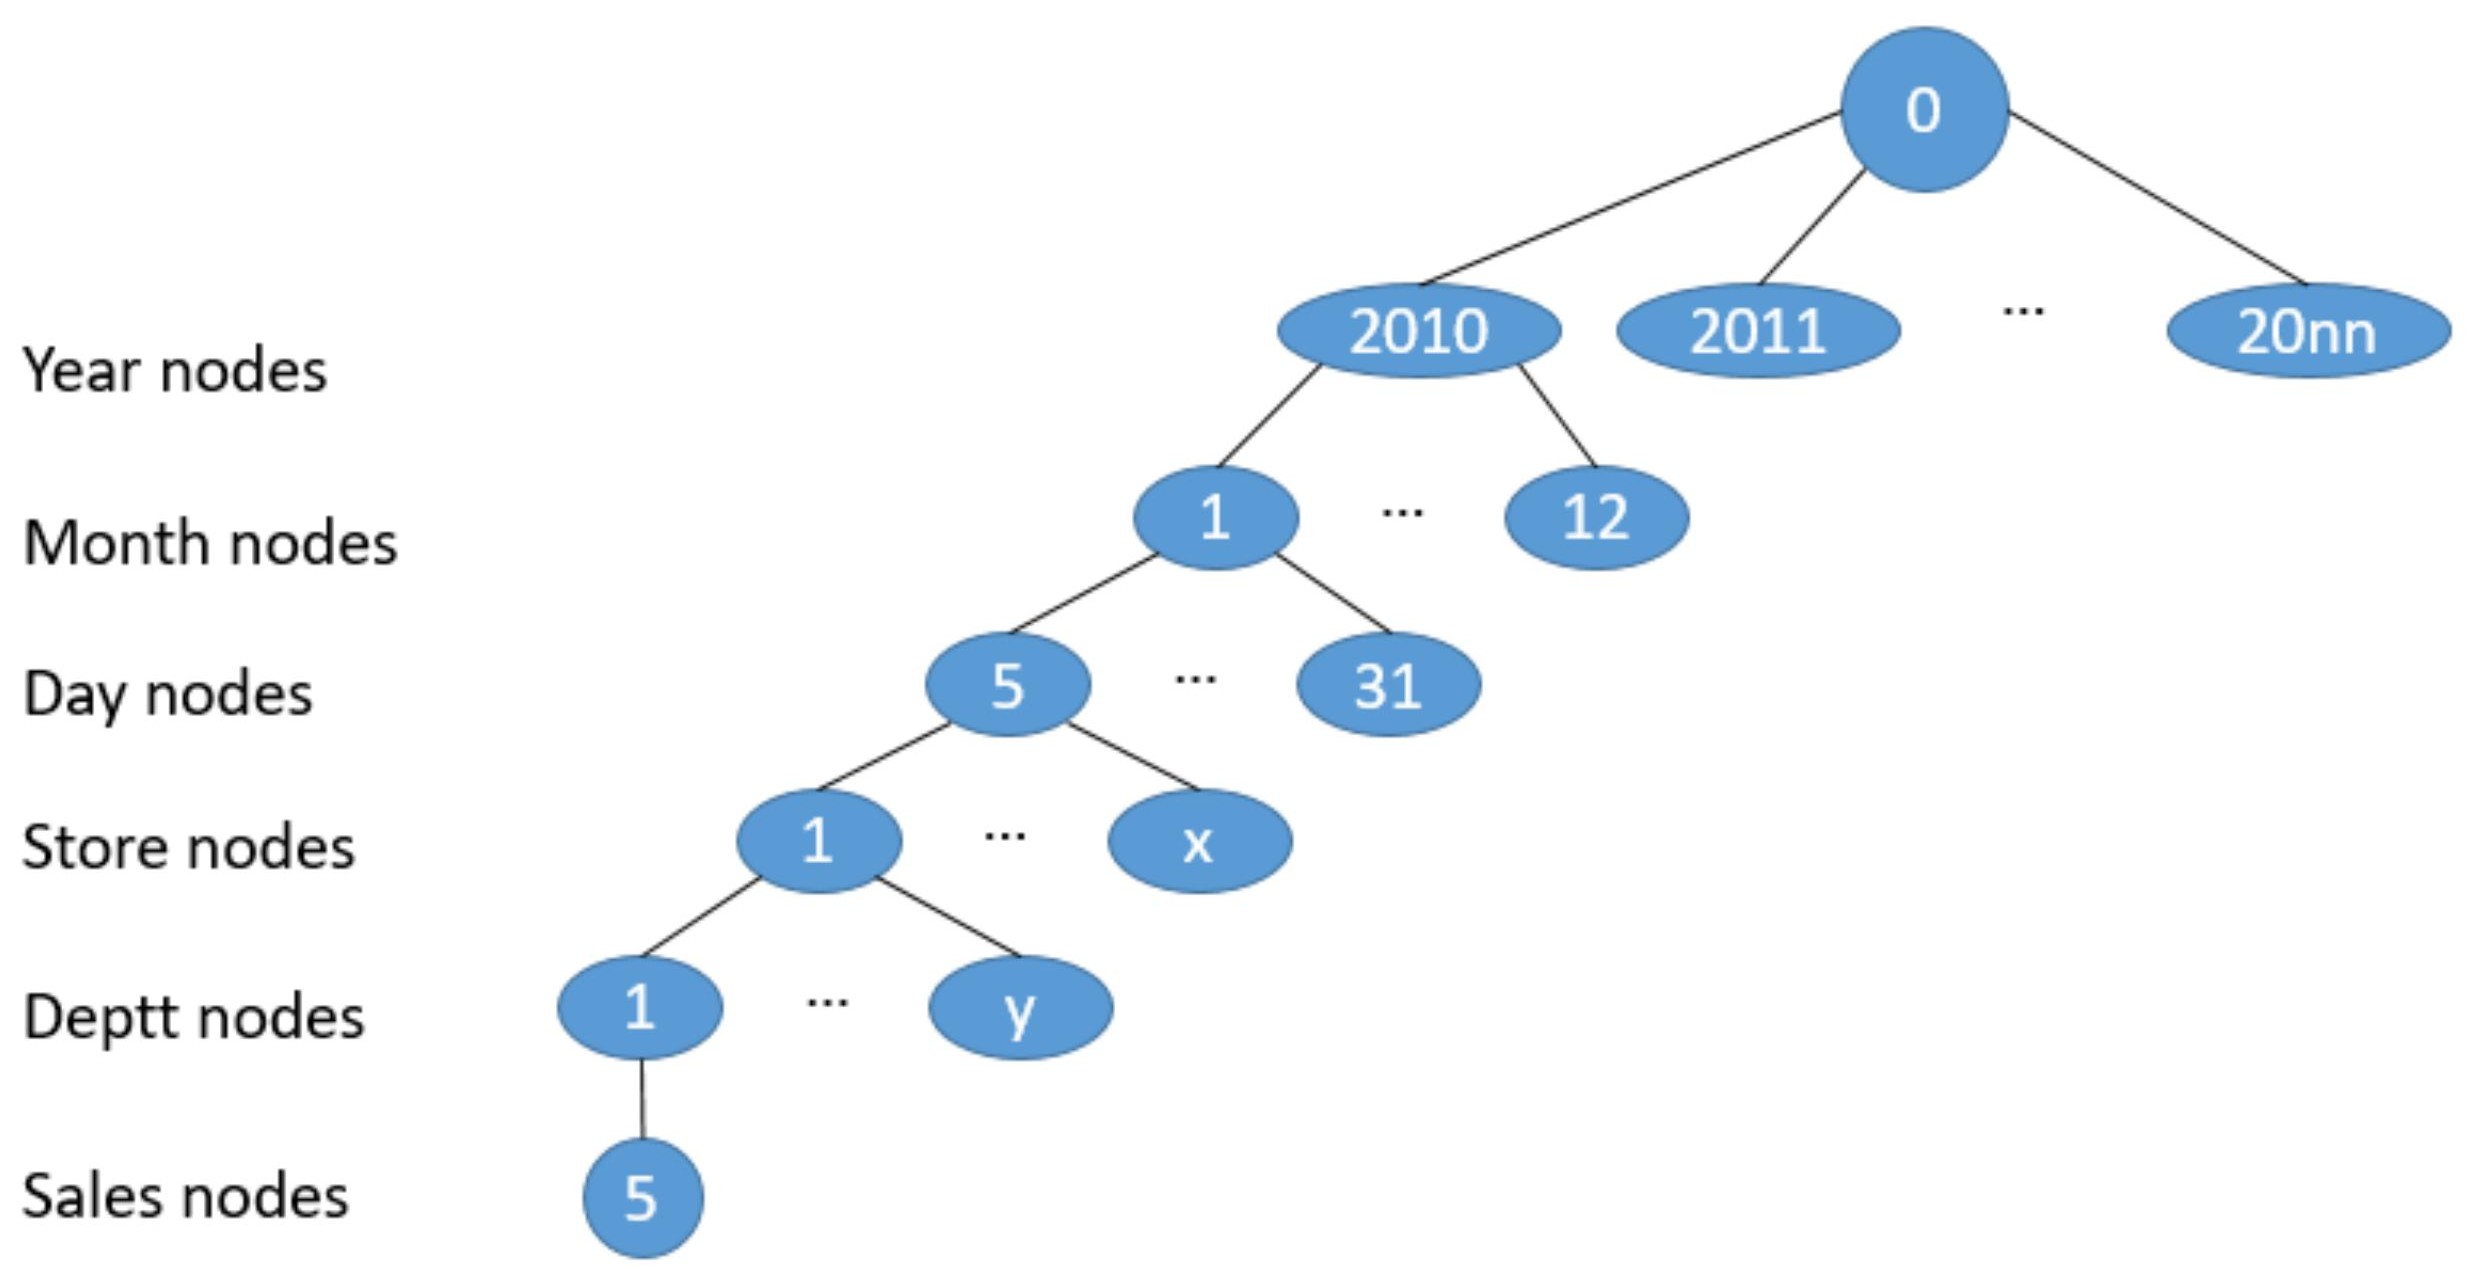 0
2010 2011 ... 20nn
Year nodes
1 ... 12
Month nodes
5 ... 31
Day nodes
1 ... x
Store nodes
1 ... y
Deptt nodes
5
Sales nodes